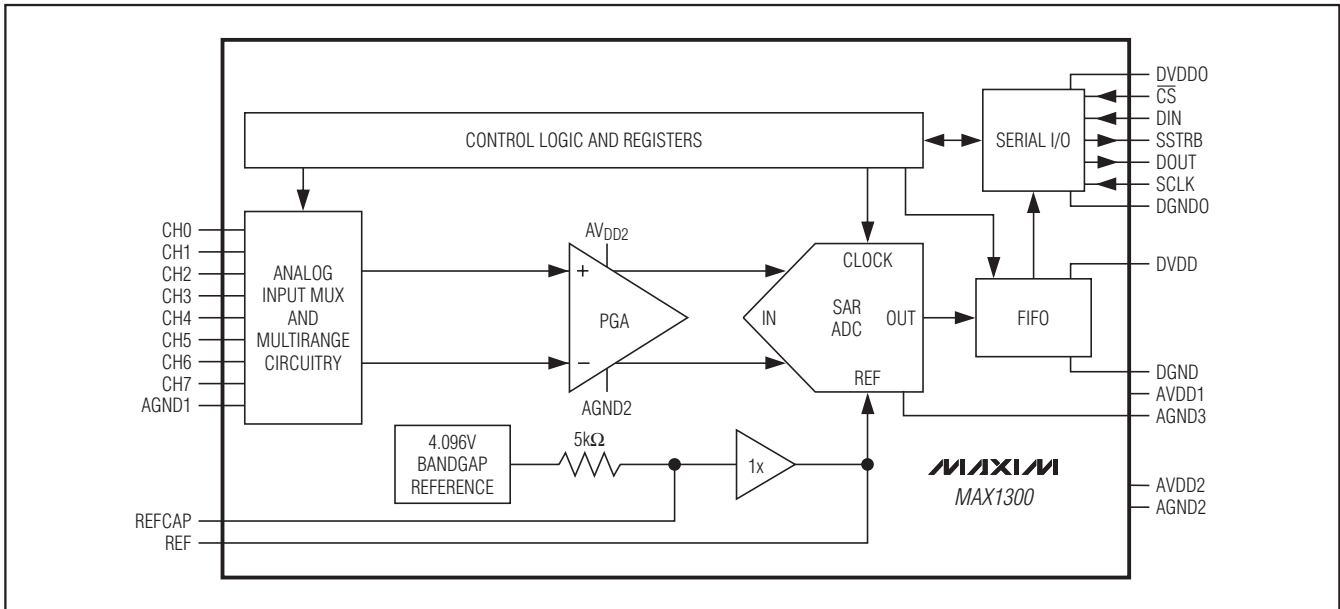 CONTROL LOGIC AND REGISTERS
SERIAL I/O
DVDDO
CS
DIN
SSTRB
DOUT
SCLK
DGNDO
CH0
CH1
CH2
CH3
CH4
CH5
CH6
CH7
AGND1
ANALOG
INPUT MUX
AND
MULTIRANGE
CIRCUITRY
AVDD2
+
PGA
−
AGND2
CLOCK
IN
SAR
ADC
OUT
REF
FIFO
DVDD
DGND
AVDD1
AGND3
4.096V
BANDGAP
REFERENCE
5kΩ
1x
MAXIM
MAX1300
AVDD2
AGND2
REFCAP
REF